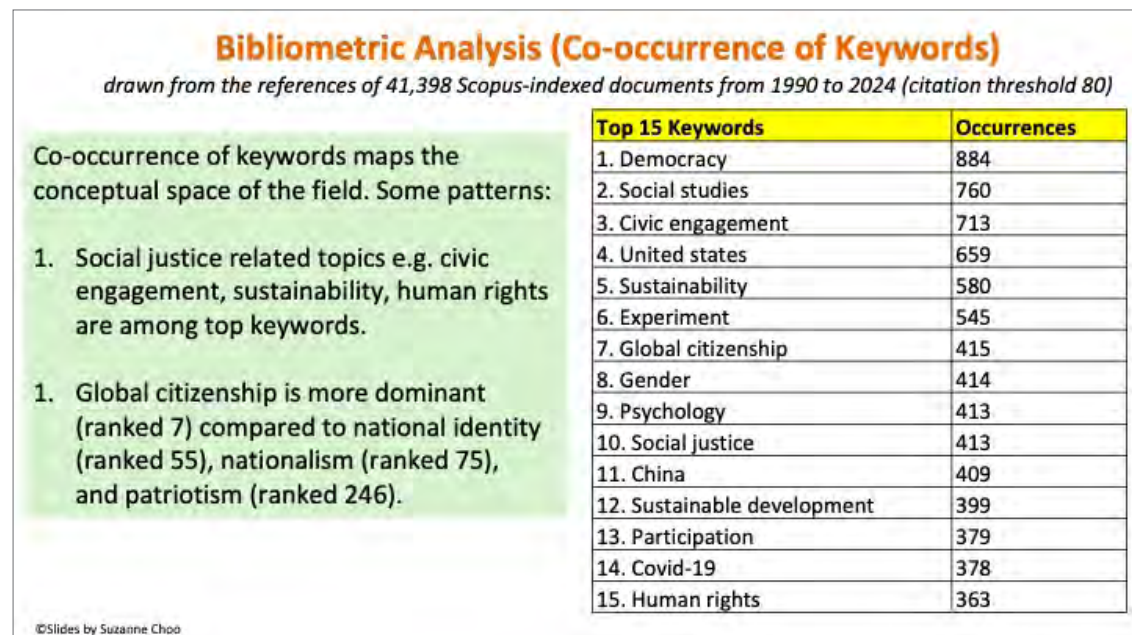 Bibliometric Analysis (Co-occurrence of Keywords)
drawn from the references of 41,398 Scopus-indexed documents from 1990 to 2024 (citation threshold 80)
Co-occurrence of keywords maps the
conceptual space of the field. Some patterns:
1. Social justice related topics e.g. civic
engagement, sustainability, human rights
are among top keywords.
1. Global citizenship is more dominant
(ranked 7) compared to national identity
(ranked 55), nationalism (ranked 75),
and patriotism (ranked 246).
Top 15 Keywords Occurrences
1. Democracy 884
2. Social studies 760
3. Civic engagement 713
4. United states 659
5. Sustainability 580
6. Experiment 545
7. Global citizenship 415
8. Gender 414
9. Psychology 413
10. Social justice 413
11. China 409
12. Sustainable development 399
13. Participation 379
14. Covid-19 378
15. Human rights 363
©Slides by Suzanne Choo